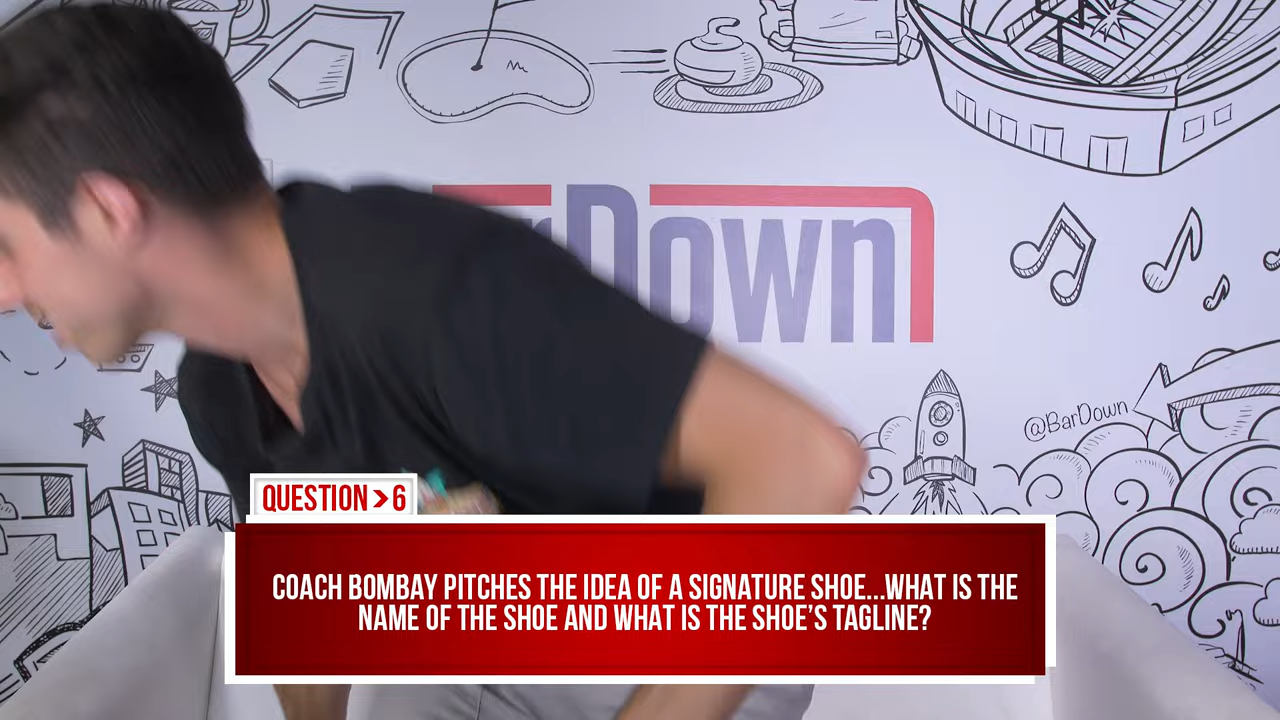 rDown
@BarDown
QUESTION > 6
COACH BOMBAY PITCHES THE IDEA OF A SIGNATURE SHOE...WHAT IS THE
NAME OF THE SHOE AND WHAT IS THE SHOE'S TAGLINE?